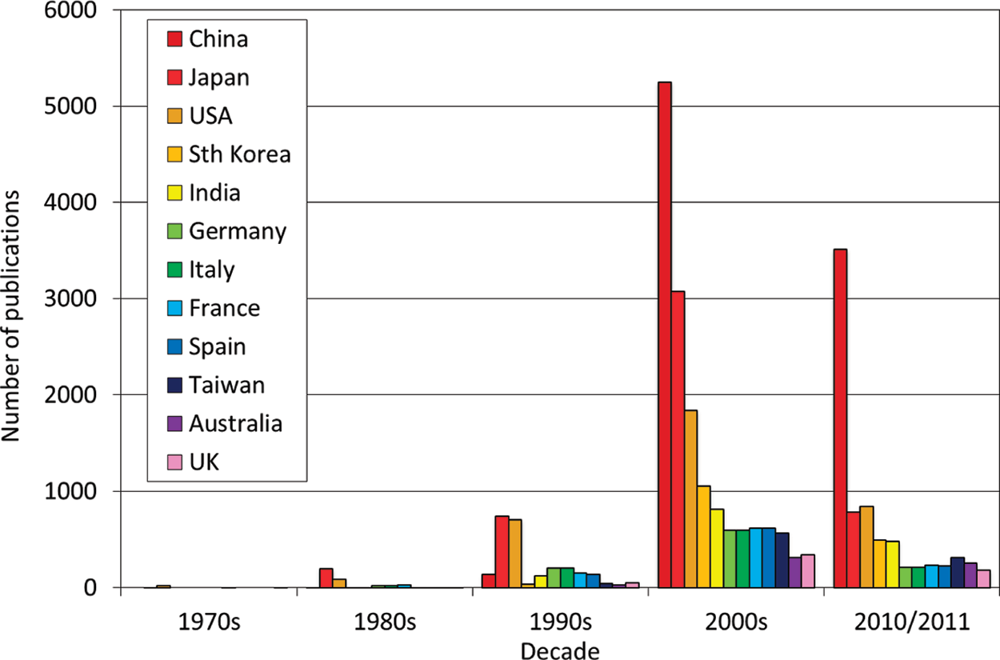 6000
5000
4000
3000
2000
1000
0
Number of publications
China
Japan
USA
Sth Korea
India
Germany
Italy
France
Spain
Taiwan
Australia
UK
1970s 1980s 1990s 2000s 2010/2011
Decade